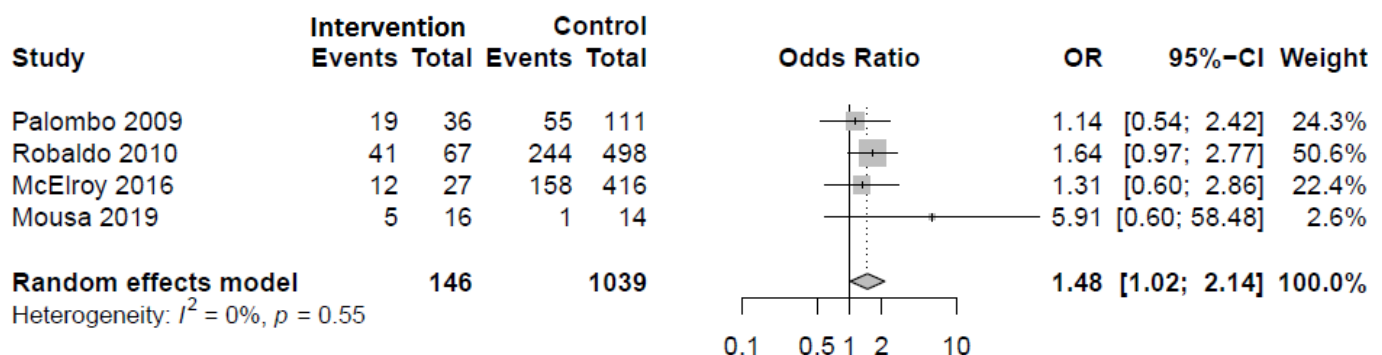 Intervention Control
Study Events Total Events Total Odds Ratio OR 95%−CI Weight
Palombo 2009 19 36 55 111 1.14 [0.54; 2.42] 24.3%
Robaldo 2010 41 67 244 498 1.64 [0.97; 2.77] 50.6%
McElroy 2016 12 27 158 416 1.31 [0.60; 2.86] 22.4%
Mousa 2019 5 16 1 14 5.91 [0.60; 58.48] 2.6%
Random effects model 146 1039 1.48 [1.02; 2.14] 100.0%
Heterogeneity: I² = 0%, p = 0.55
0.1 0.5 1 2 10